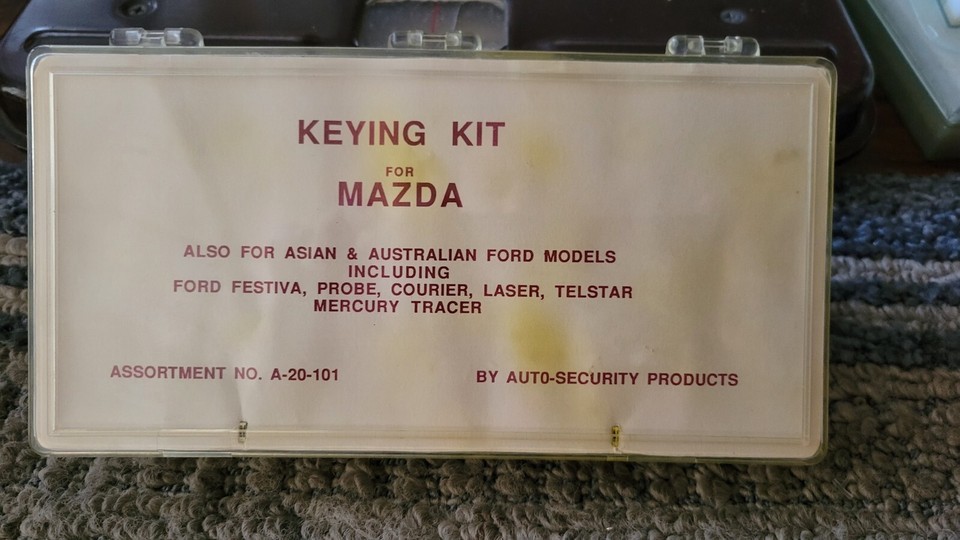 KEYING KIT
FOR
MAZDA
ALSO FOR ASIAN & AUSTRALIAN FORD MODELS
INCLUDING
FORD FESTIVA, PROBE, COURIER, LASER, TELSTAR
MERCURY TRACER
ASSORTMENT NO. A-20-101
BY AUT0-SECURITY PRODUCTS